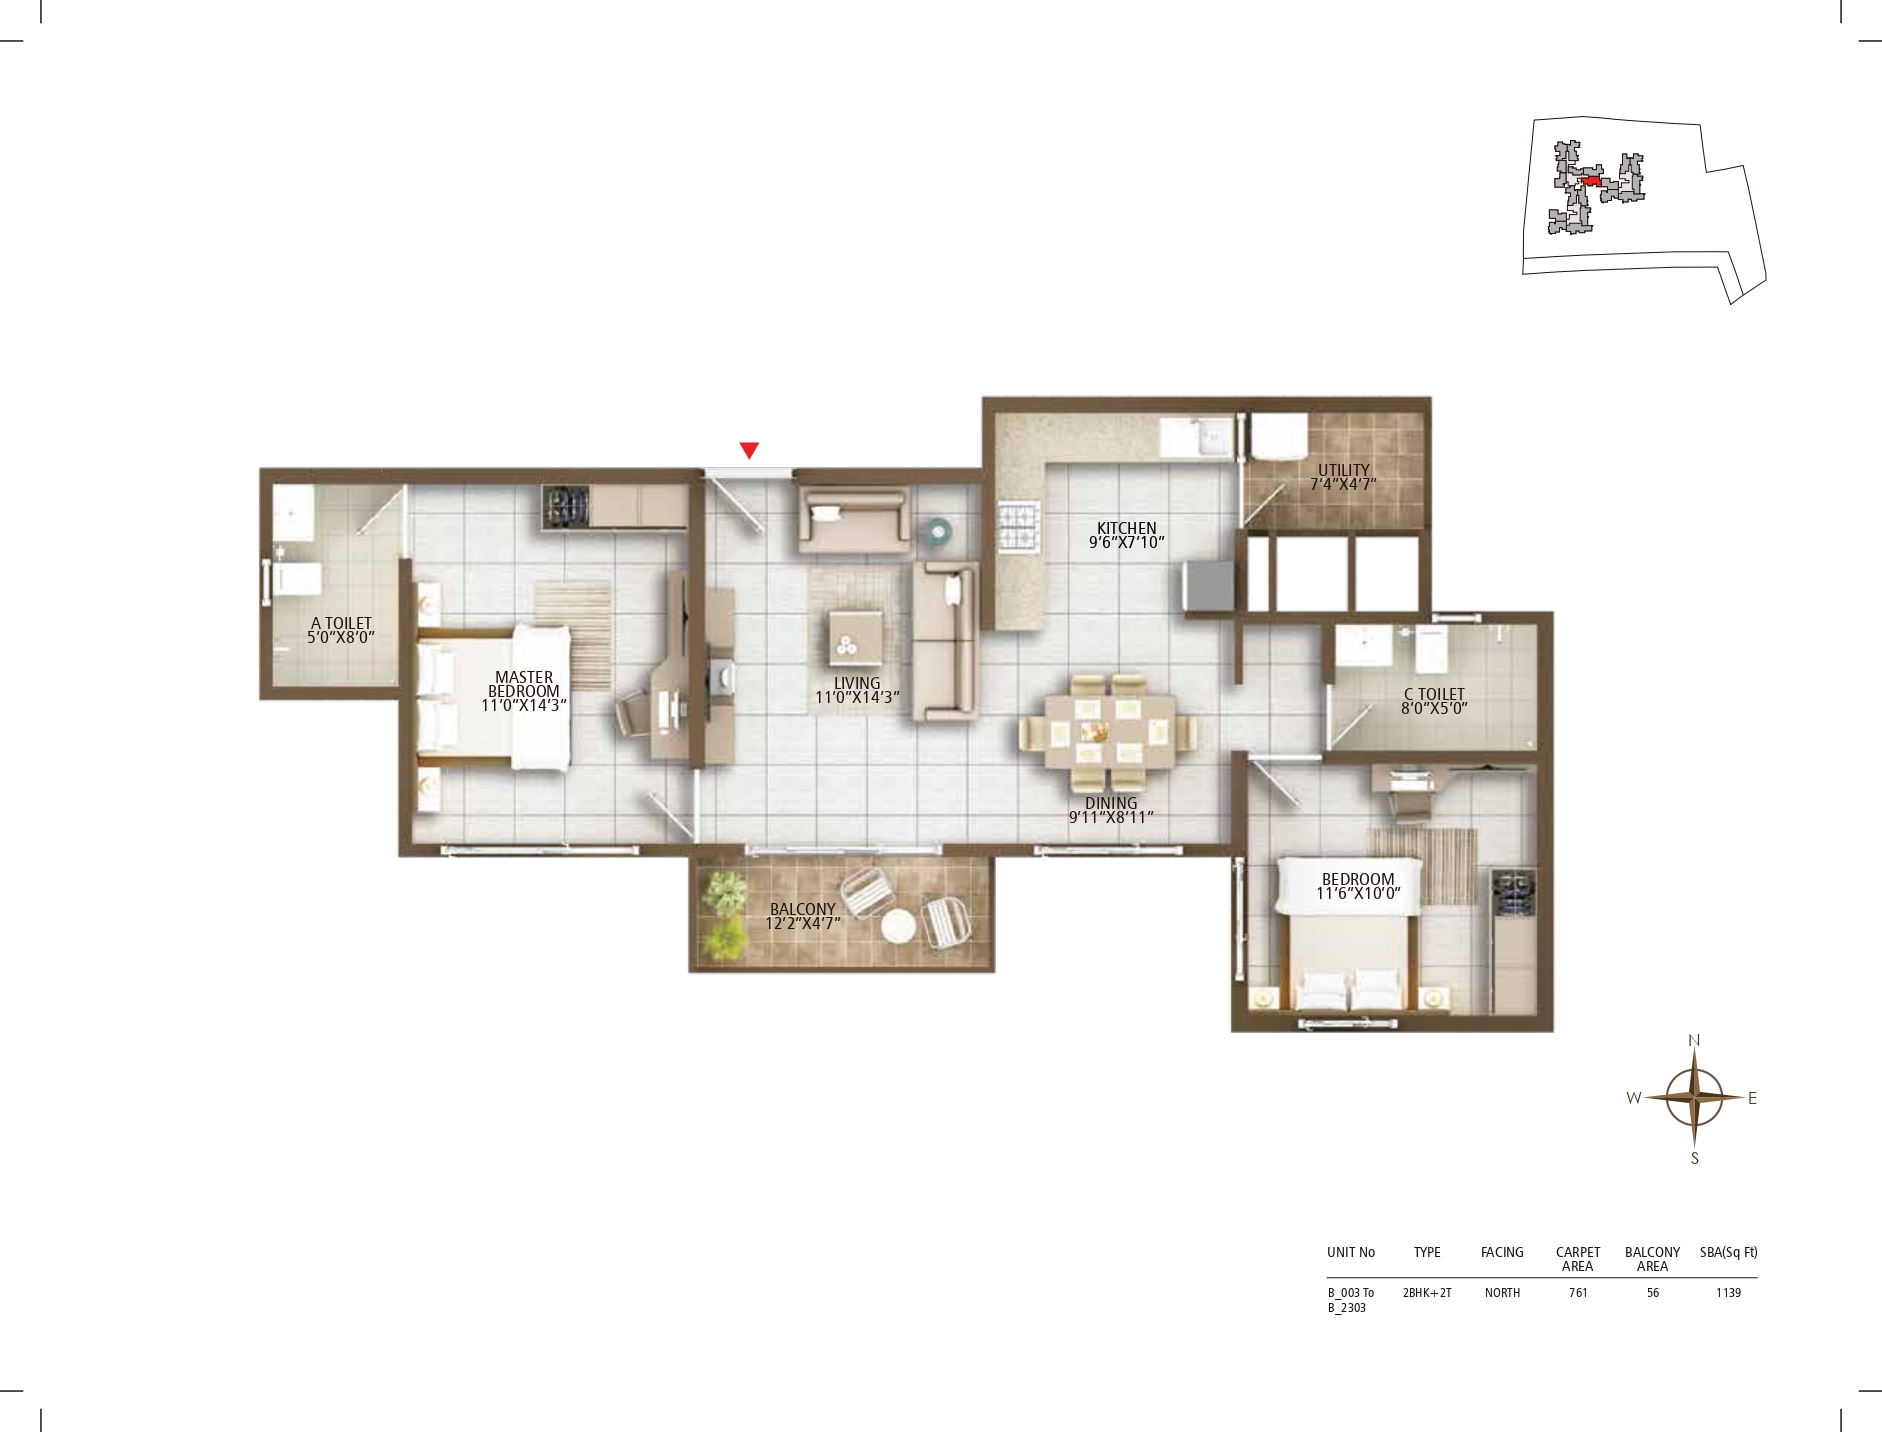 UTILITY
7'4"X4'7"
KITCHEN
9'6"X7'10"
A TOILET
5'0"X8'0"
MASTER
BEDROOM
11'0"X14'3"
LIVING
11'0"X14'3"
C TOILET
8'0"X5'0"
DINING
9'11"X8'11"
BEDROOM
11'6"X10'0"
BALCONY
12'2"X4'7"
N
W E
S
UNIT No TYPE FACING CARPET AREA BALCONY AREA SBA(Sq Ft)
B_003 To B_2303 2BHK+2T NORTH 761 56 1139